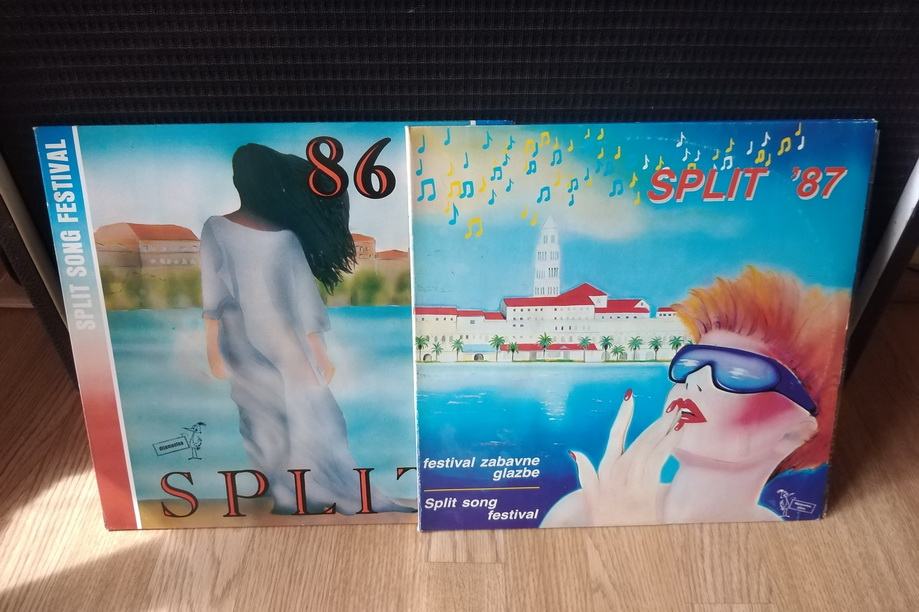 SPLIT SONG FESTIVAL
86
SPLIT
SPLIT '87
festival zabavne
glazbe
Split song
festival